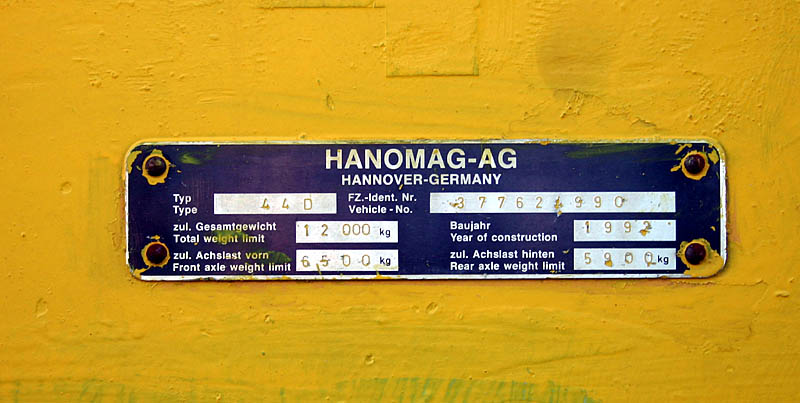 HANOMAG-AG
HANNOVER-GERMANY
Typ
Type
44D
FZ.-Ident. Nr.
Vehicle - No.
zul. Gesamtgewicht
Total weight limit
12 000 kg
Baujahr
Year of construction
1992
zul. Achslast vorn
Front axle weight limit
6500 kg
zul. Achslast hinten
Rear axle weight limit
5900 kg